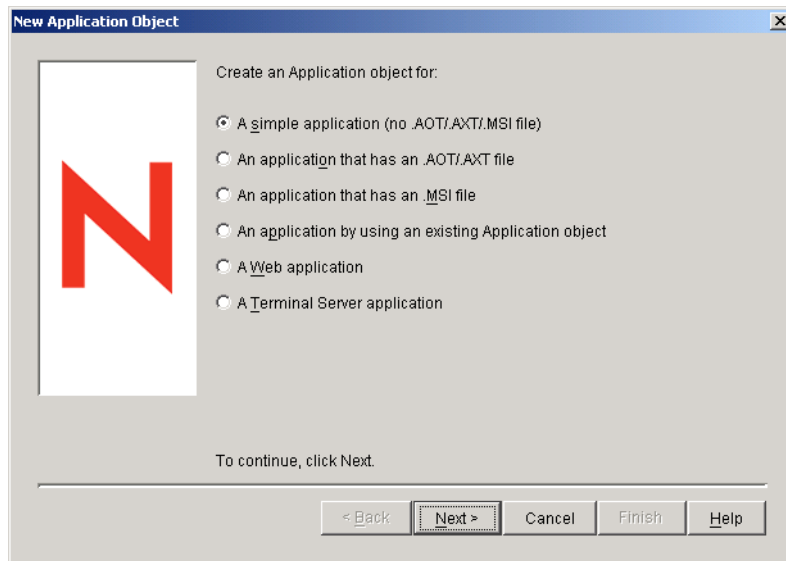 New Application Object
Create an Application object for:
A simple application (no .AOT/.AXT/.MSI file)
An application that has an .AOT/.AXT file
An application that has an .MSI file
An application by using an existing Application object
A Web application
A Terminal Server application
To continue, click Next.
< Back Next > Cancel Finish Help